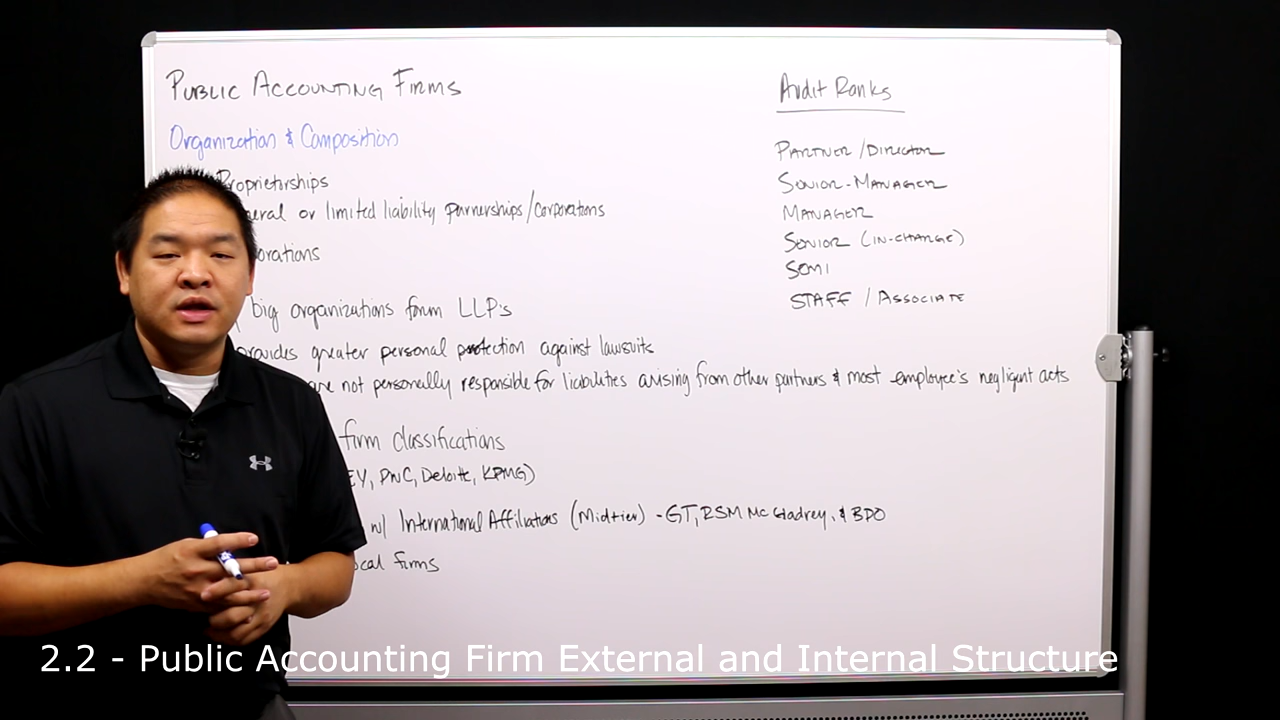 PUBLIC ACCOUNTING FIRMS
Organization & Composition
Proprietorships
eral or limited liability parnerships/corporations
orations
big organizations form LLP's
provides greater personal protection against lawsuits
are not personally responsible for liabilities arising from other partners & most employee's negligent acts
firm classifications
EY, PWC, Deloitte, KPMG)
w/ International Affiliations (Midtier) - GT, RSM McGladrey, & BDO
ocal firms
Audit Ranks
PARTNER / DIRECTOR
SENIOR-MANAGER
MANAGER
SENIOR (IN-CHARGE)
SEMI
STAFF / ASSOCIATE
2.2 - Public Accounting Firm External and Internal Structure